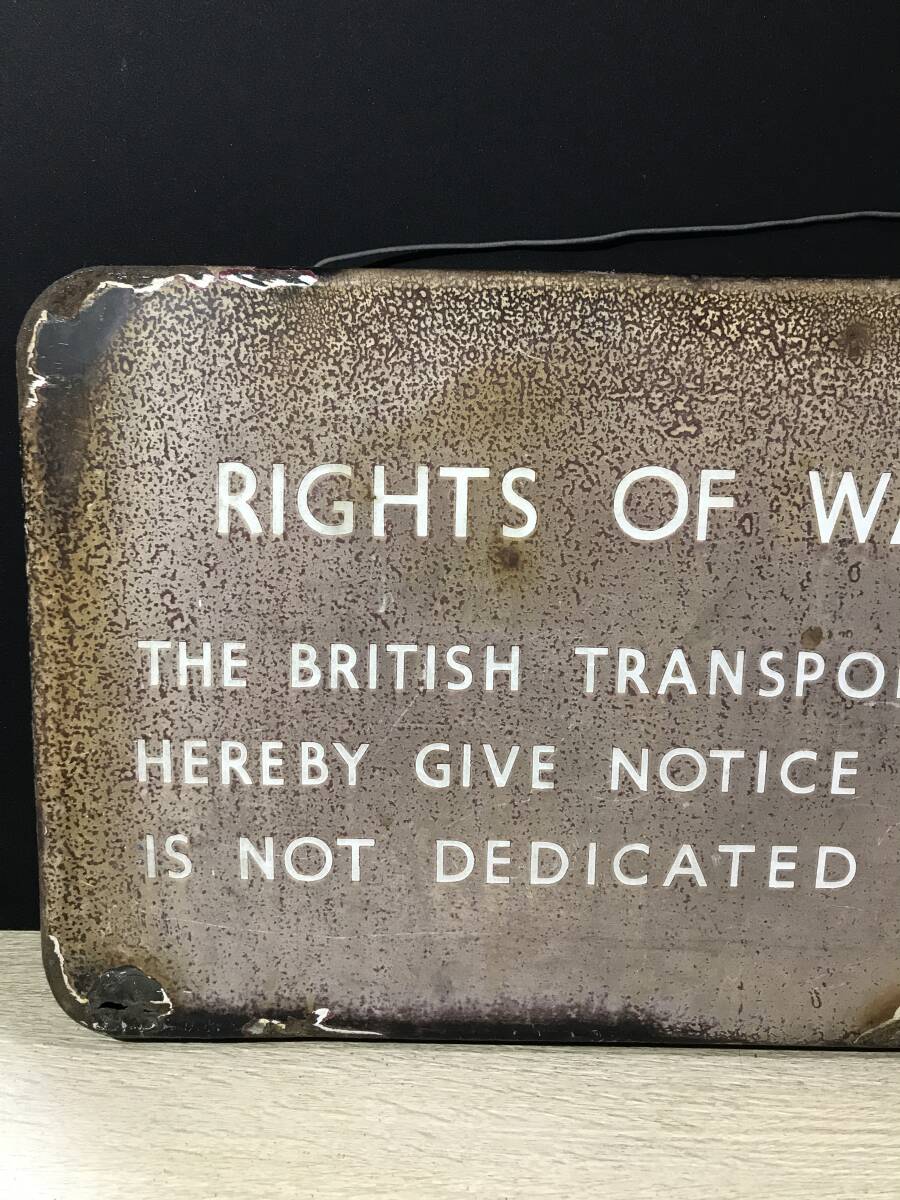 RIGHTS OF WA
THE BRITISH TRANSPO
HEREBY GIVE NOTICE
IS NOT DEDICATED